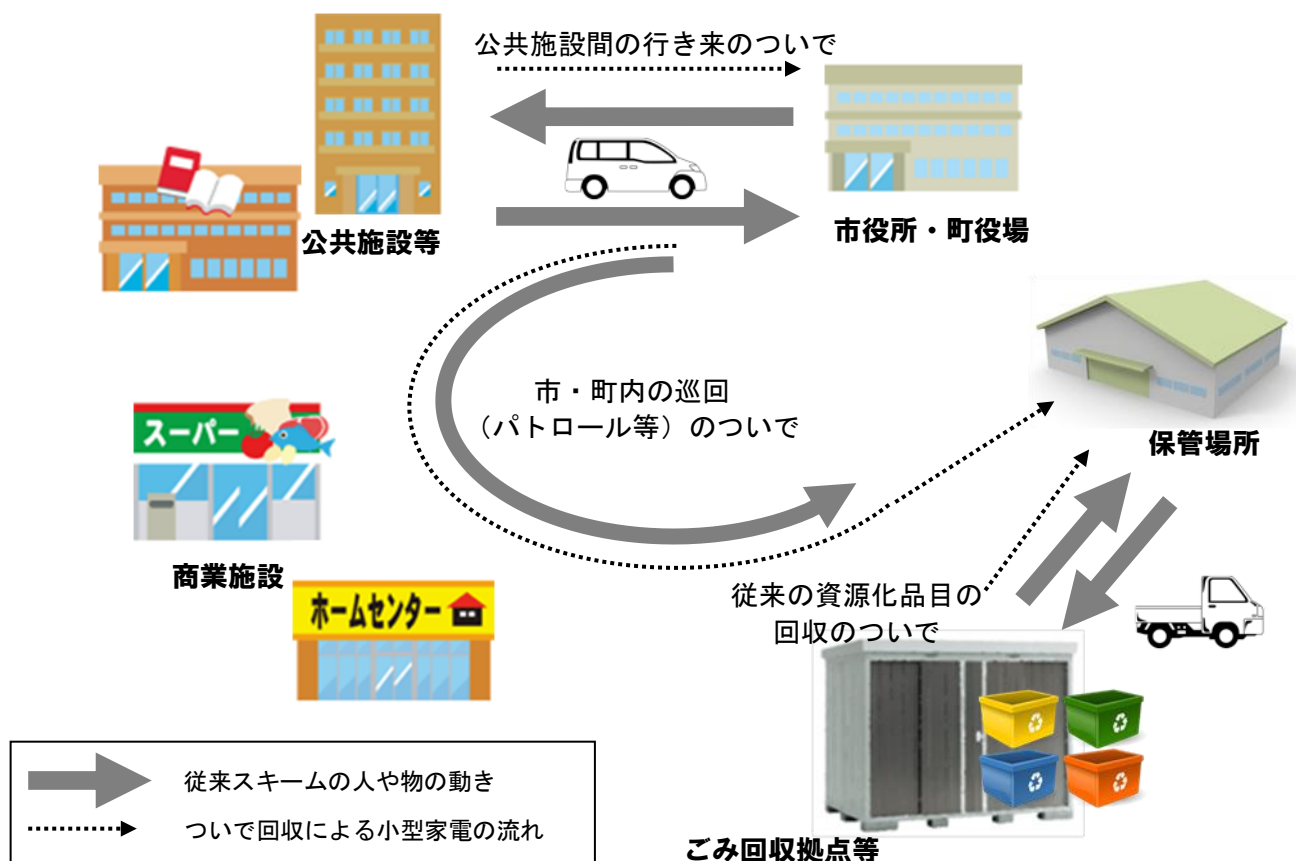 公共施設間の行き来のついで
公共施設等
市役所・町役場
市・町内の巡回
（パトロール等）のついで
保管場所
スーパー
商業施設
ホームセンター
従来の資源化品目の
回収のついで
ごみ回収拠点等
従来スキームの人や物の動き
ついで回収による小型家電の流れ